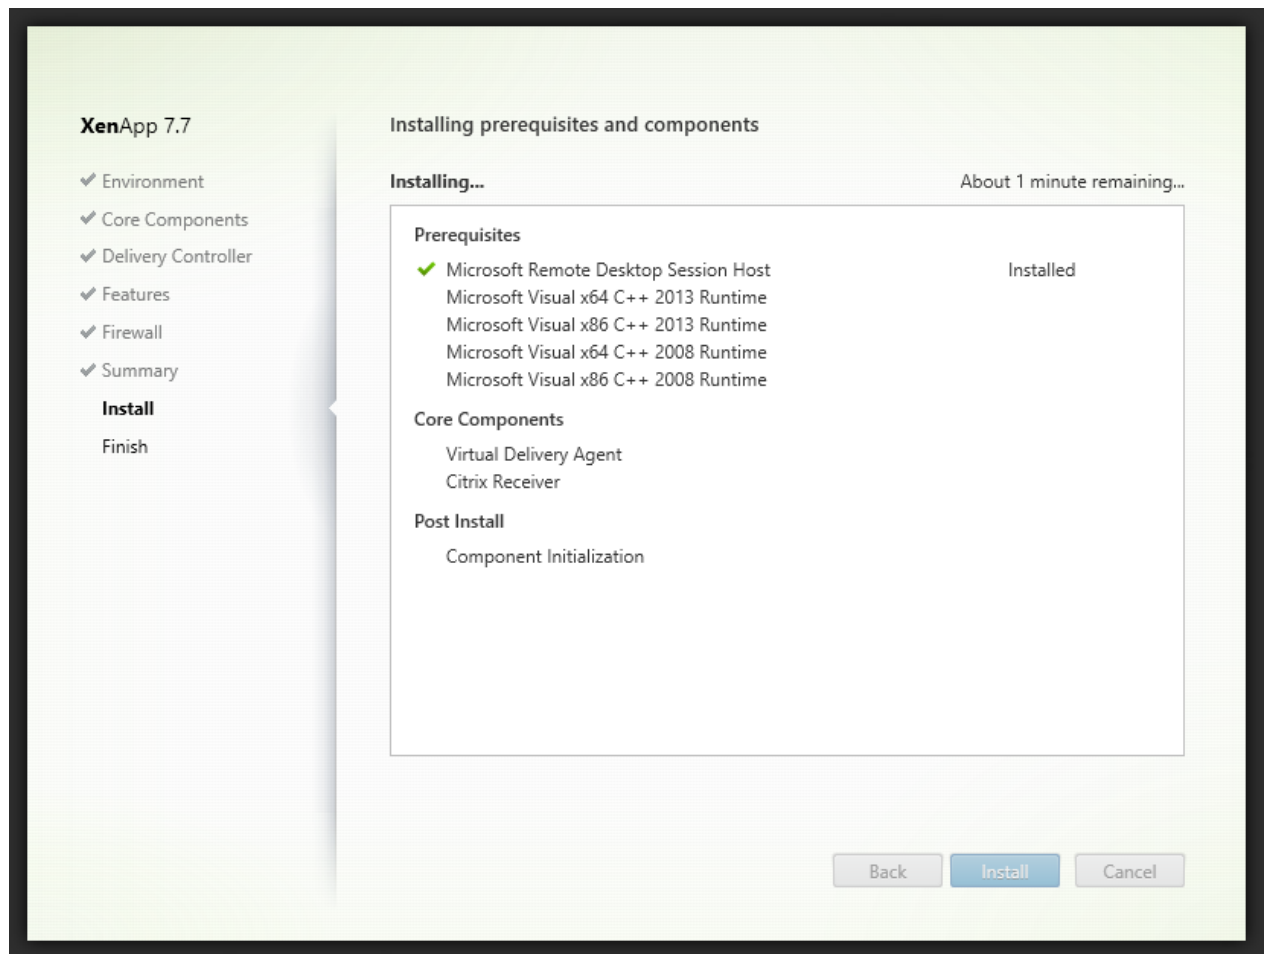 XenApp 7.7
Environment
Core Components
Delivery Controller
Features
Firewall
Summary
Install
Finish
Installing prerequisites and components
Installing... About 1 minute remaining...
Prerequisites
Microsoft Remote Desktop Session Host Installed
Microsoft Visual x64 C++ 2013 Runtime
Microsoft Visual x86 C++ 2013 Runtime
Microsoft Visual x64 C++ 2008 Runtime
Microsoft Visual x86 C++ 2008 Runtime
Core Components
Virtual Delivery Agent
Citrix Receiver
Post Install
Component Initialization
Back Install Cancel